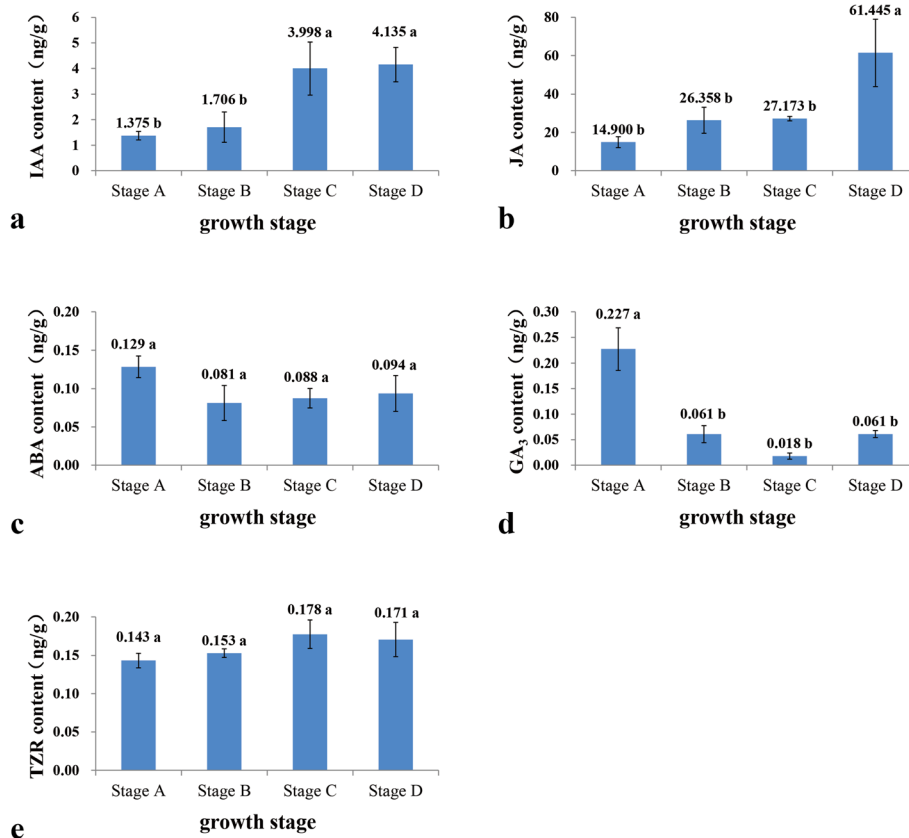 IAA content（ng/g）
6
5
4
3
2
1
0
1.375 b
1.706 b
3.998 a
4.135 a
Stage A
Stage B
Stage C
Stage D
growth stage
a
JA content（ng/g）
80
60
40
20
0
14.900 b
26.358 b
27.173 b
61.445 a
Stage A
Stage B
Stage C
Stage D
growth stage
b
ABA content（ng/g）
0.20
0.15
0.10
0.05
0.00
0.129 a
0.081 a
0.088 a
0.094 a
Stage A
Stage B
Stage C
Stage D
growth stage
c
GA₃ content（ng/g）
0.30
0.25
0.20
0.15
0.10
0.05
0.00
0.227 a
0.061 b
0.018 b
0.061 b
Stage A
Stage B
Stage C
Stage D
growth stage
d
TZR content（ng/g）
0.20
0.15
0.10
0.05
0.00
0.143 a
0.153 a
0.178 a
0.171 a
Stage A
Stage B
Stage C
Stage D
growth stage
e